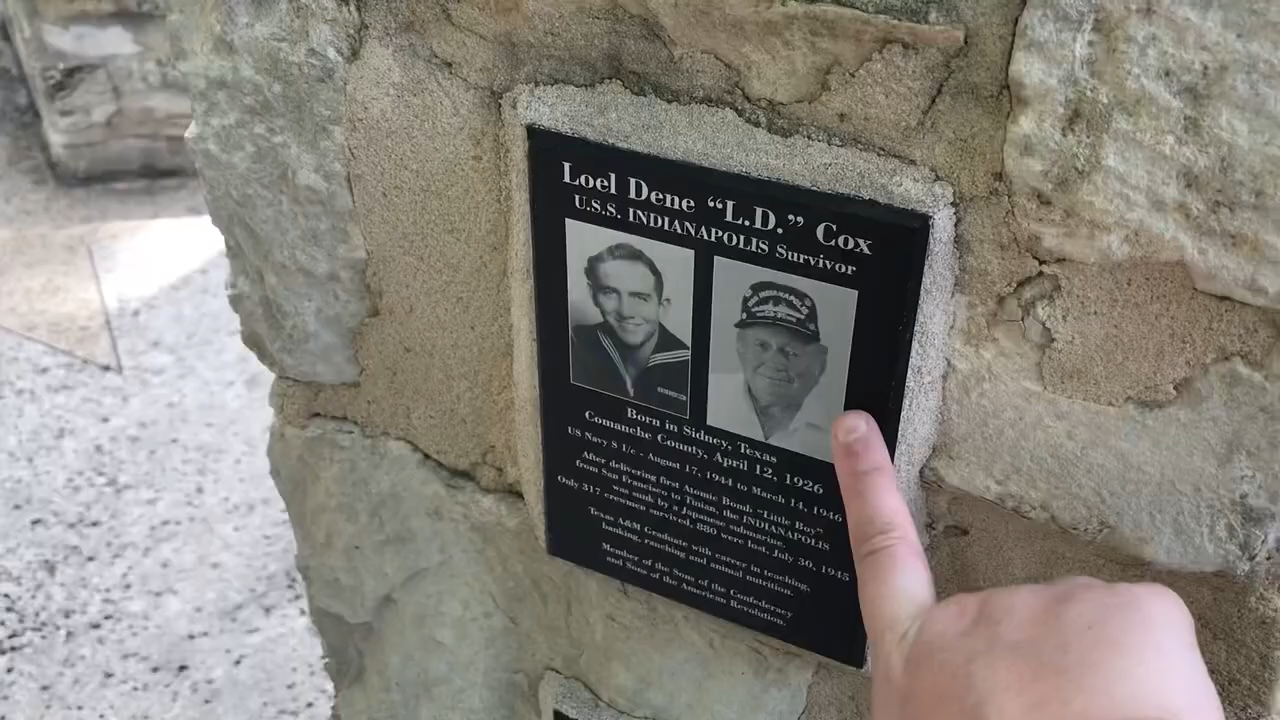 Loel Dene “L.D.” Cox
U.S.S. INDIANAPOLIS Survivor
USS INDIANAPOLIS
Born in Sidney, Texas
Comanche County, April 12, 1926
US Navy S 1/c - August 17, 1944 to March 14, 1946
After delivering first Atomic Bomb “Little Boy”
from San Francisco to Tinian, the INDIANAPOLIS
was sunk by a Japanese submarine.
Only 317 crewmen survived, 880 were lost, July 30, 1945
Texas A&M Graduate with career in teaching,
banking, ranching and animal nutrition.
Member of the Sons of the Confederacy
and Sons of the American Revolution.